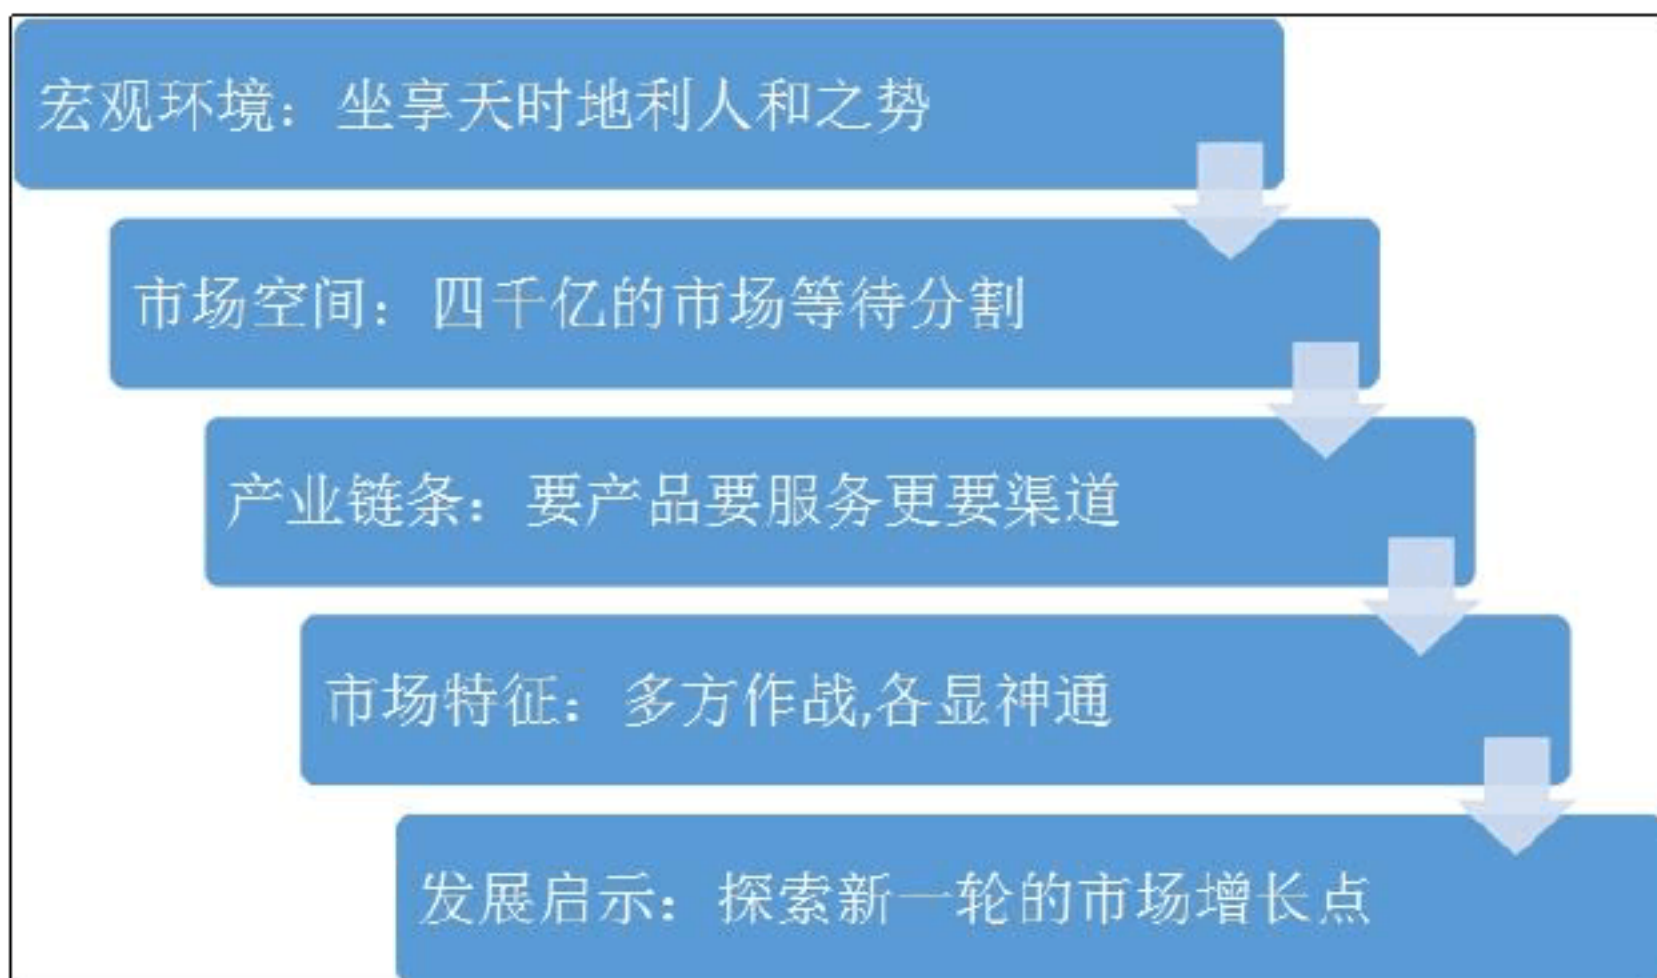 宏观环境：坐享天时地利人和之势
市场空间：四千亿的市场等待分割
产业链条：要产品要服务更要渠道
市场特征：多方作战,各显神通
发展启示：探索新一轮的市场增长点